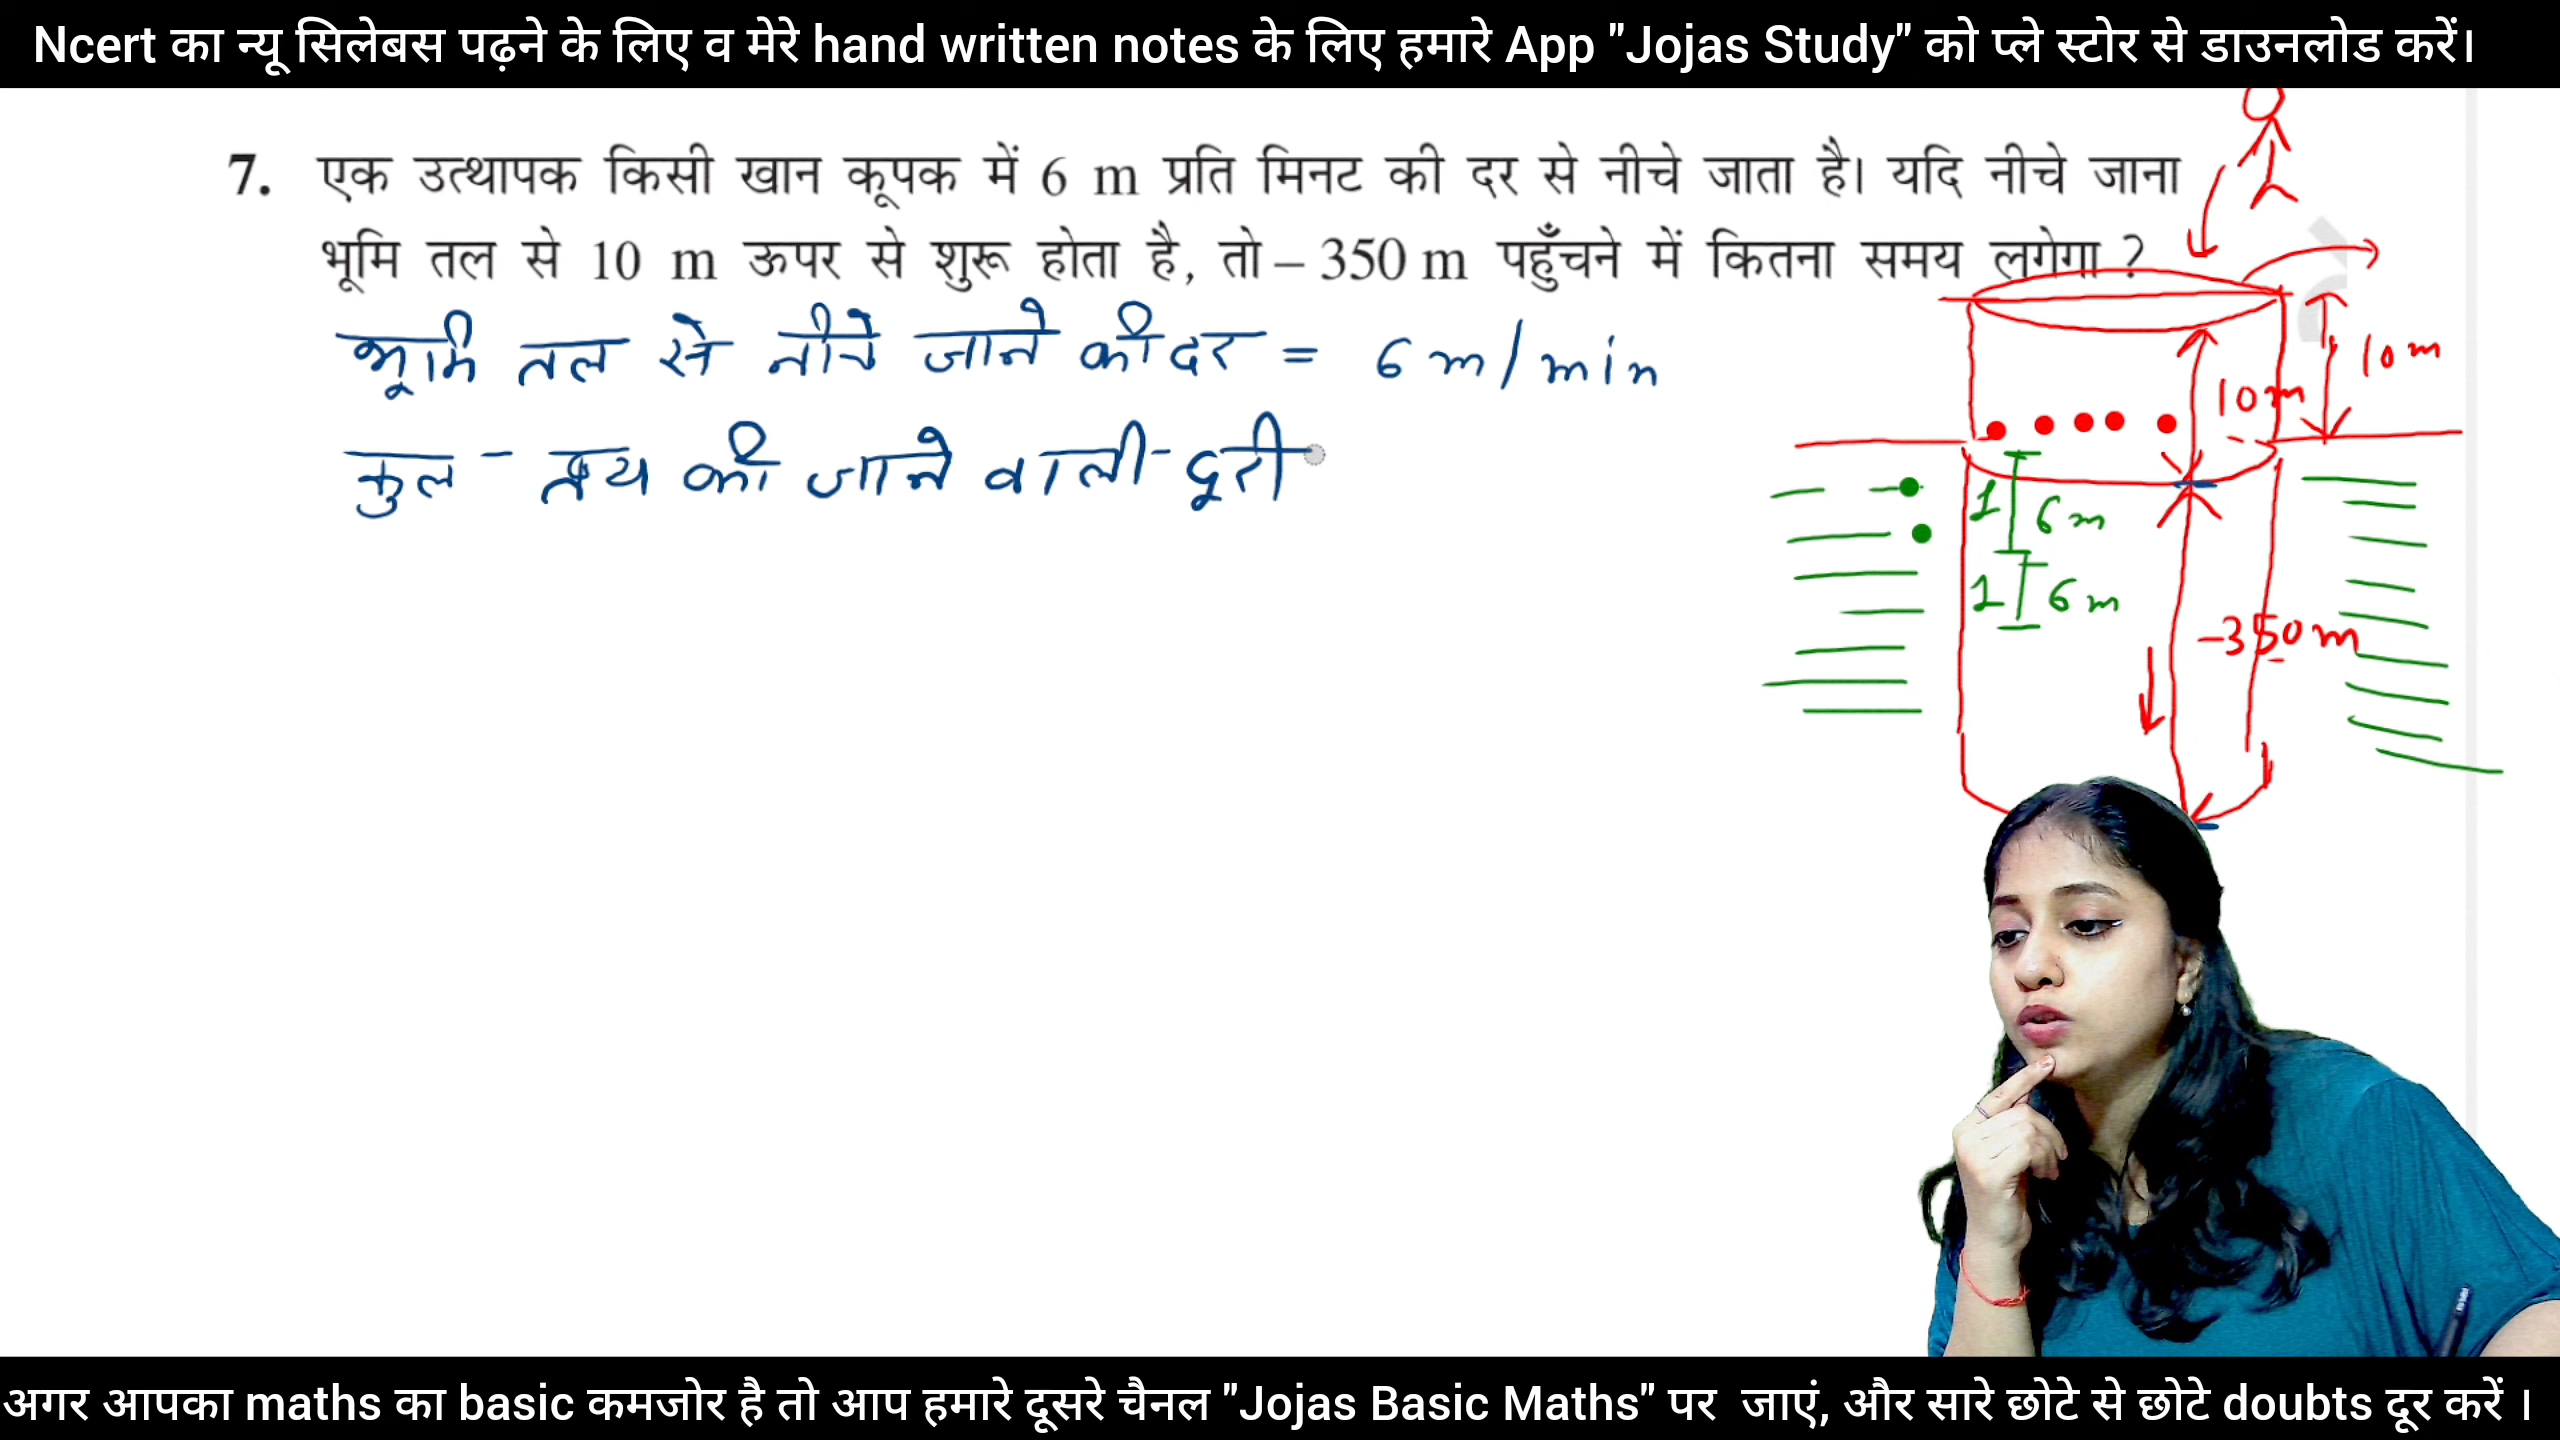 Ncert का न्यू सिलेबस पढ़ने के लिए व मेरे hand written notes के लिए हमारे App "Jojas Study" को प्ले स्टोर से डाउनलोड करें।
7. एक उत्थापक किसी खान कूपक में 6 m प्रति मिनट की दर से नीचे जाता है। यदि नीचे जाना
भूमि तल से 10 m ऊपर से शुरू होता है, तो – 350 m पहुँचने में कितना समय लगेगा ?
भूमि तल से नीचे जाने की दर = 6 m/min
कुल - तय की जाने वाली - दूरी
10 m
10 m
1 6 m
1 6 m
-350 m
अगर आपका maths का basic कमजोर है तो आप हमारे दूसरे चैनल "Jojas Basic Maths" पर जाएं, और सारे छोटे से छोटे doubts दूर करें ।